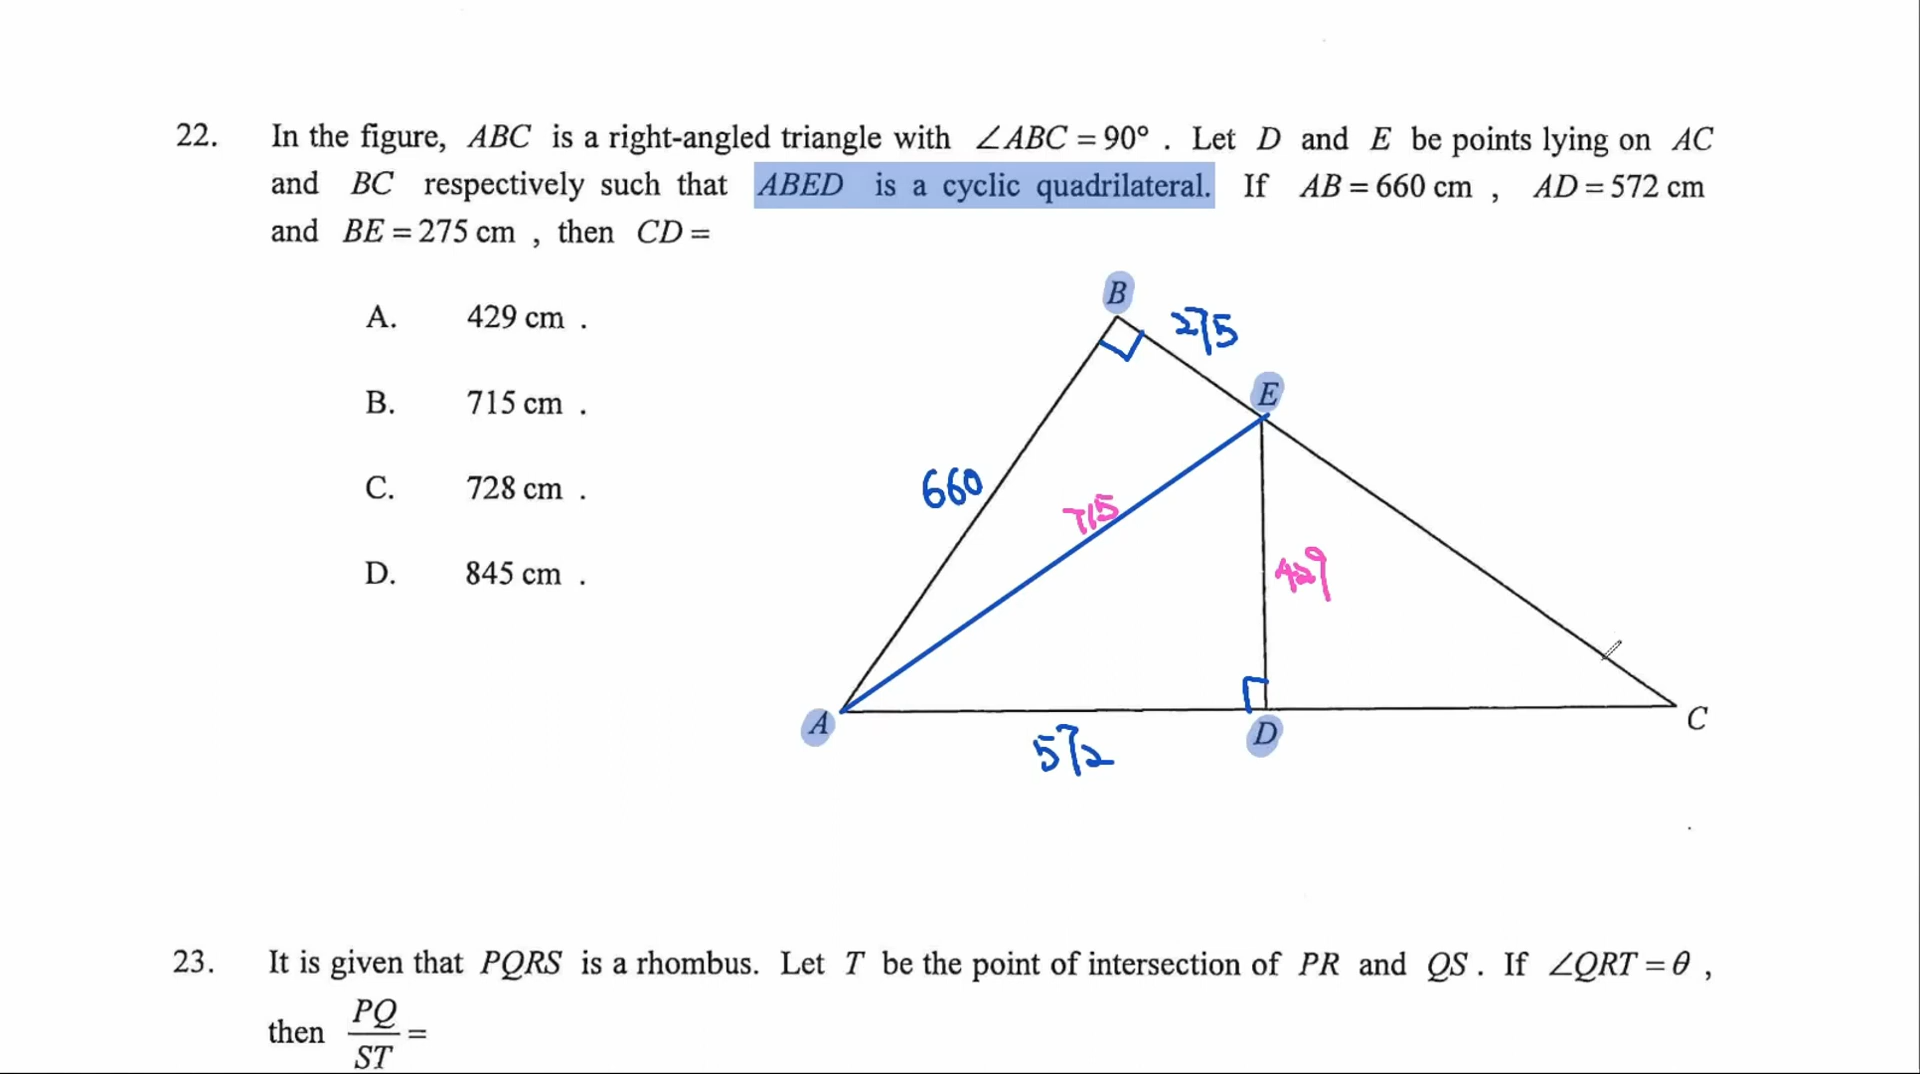 22. In the figure, ABC is a right-angled triangle with ∠ABC = 90° . Let D and E be points lying on AC
and BC respectively such that ABED is a cyclic quadrilateral. If AB = 660 cm , AD = 572 cm
and BE = 275 cm , then CD =
B
A. 429 cm .
275
E
B. 715 cm .
C. 728 cm .
660
715
D. 845 cm .
429
A
D
C
572
23. It is given that PQRS is a rhombus. Let T be the point of intersection of PR and QS . If ∠QRT = θ ,
then PQ/ST =